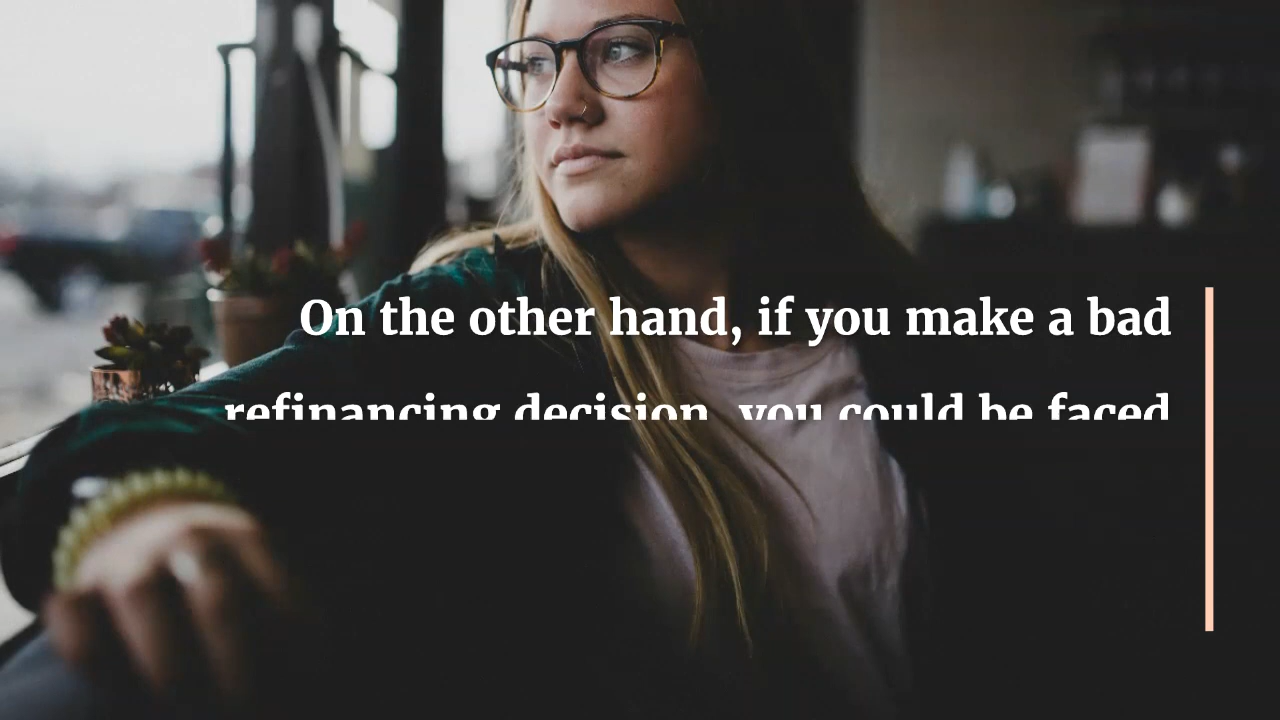 On the other hand, if you make a bad
refinancing decision, you could be faced